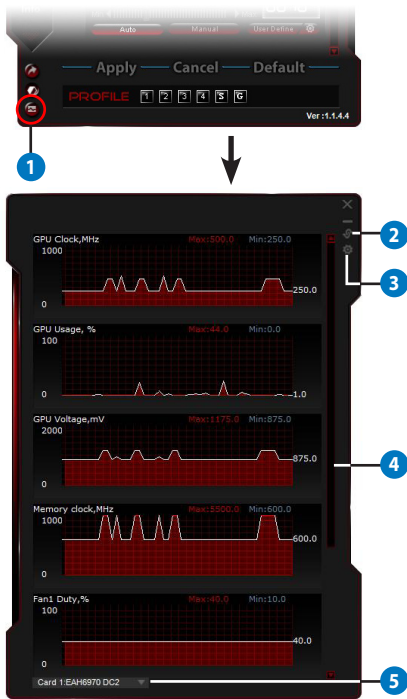 Auto Manual User Define
Apply Cancel Default
PROFILE 1 2 3 4 S G
Ver :1.1.4.4
1
GPU Clock,MHz Max:500.0 Min:250.0
1000
250.0
0
2
3
GPU Usage, % Max:44.0 Min:0.0
100
1.0
0
GPU Voltage,mV Max:1175.0 Min:875.0
2000
875.0
0
4
Memory clock,MHz Max:5500.0 Min:600.0
1000
600.0
0
Fan1 Duty,% Max:40.0 Min:10.0
100
40.0
0
Card 1:EAH6970 DC2
5